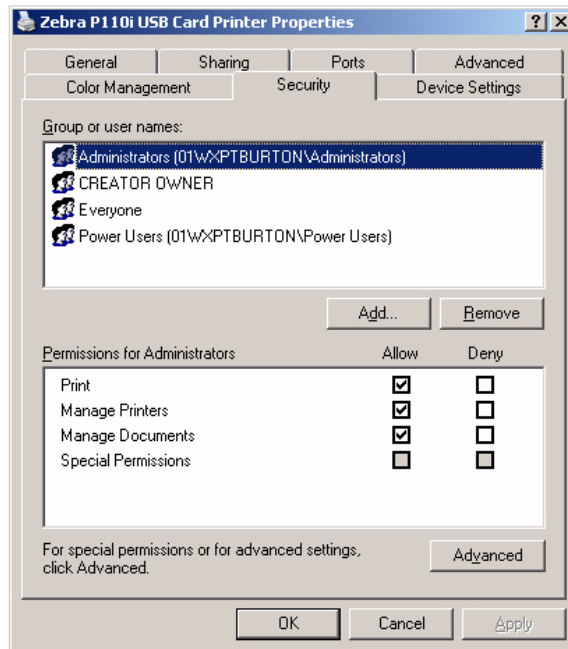 Zebra P110i USB Card Printer Properties
General Sharing Ports Advanced
Color Management Security Device Settings
Group or user names:
Administrators (01WXPTBURTON\Administrators)
CREATOR OWNER
Everyone
Power Users (01WXPTBURTON\Power Users)
Add... Remove
Permissions for Administrators Allow Deny
Print
Manage Printers
Manage Documents
Special Permissions
For special permissions or for advanced settings,
click Advanced.
Advanced
OK Cancel Apply